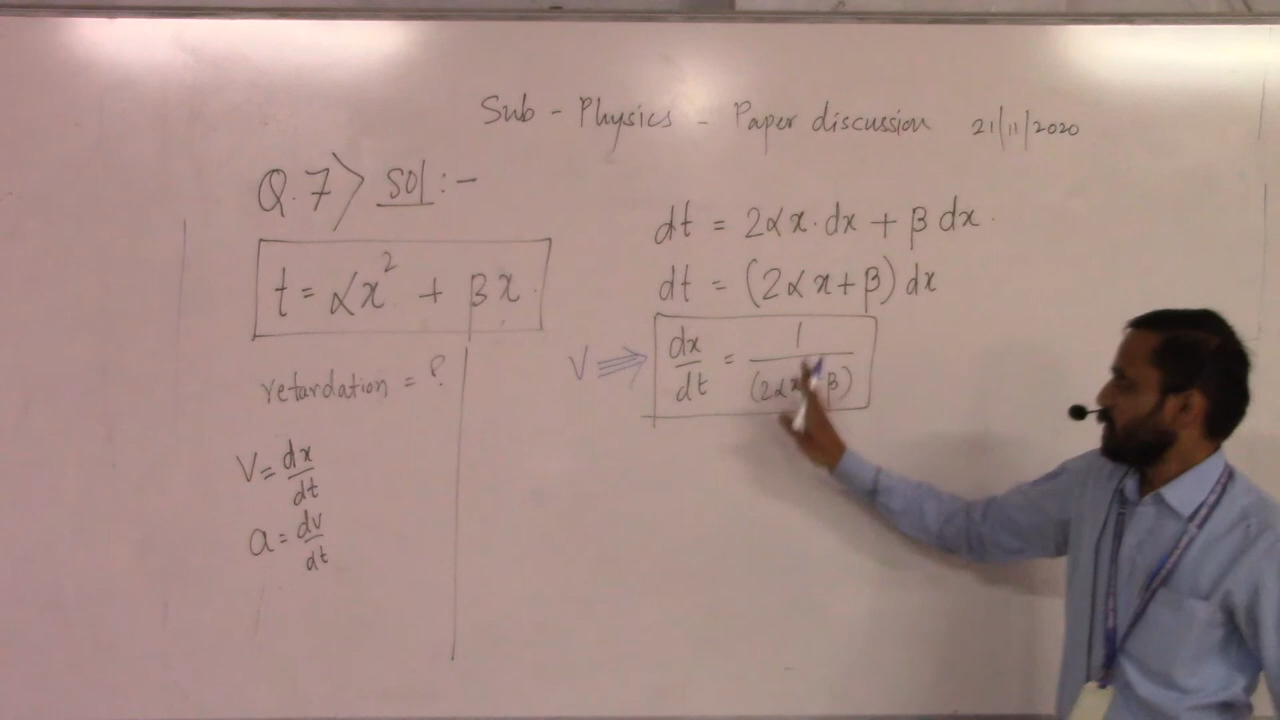 Sub - Physics - Paper discussion 21/11/2020
Q.7> Sol :-
t = αx² + βx
retardation = ?
V = dx/dt
a = dv/dt
dt = 2αx·dx + β dx
dt = (2αx+β) dx
V ⇒ dx/dt = 1/(2αx β)